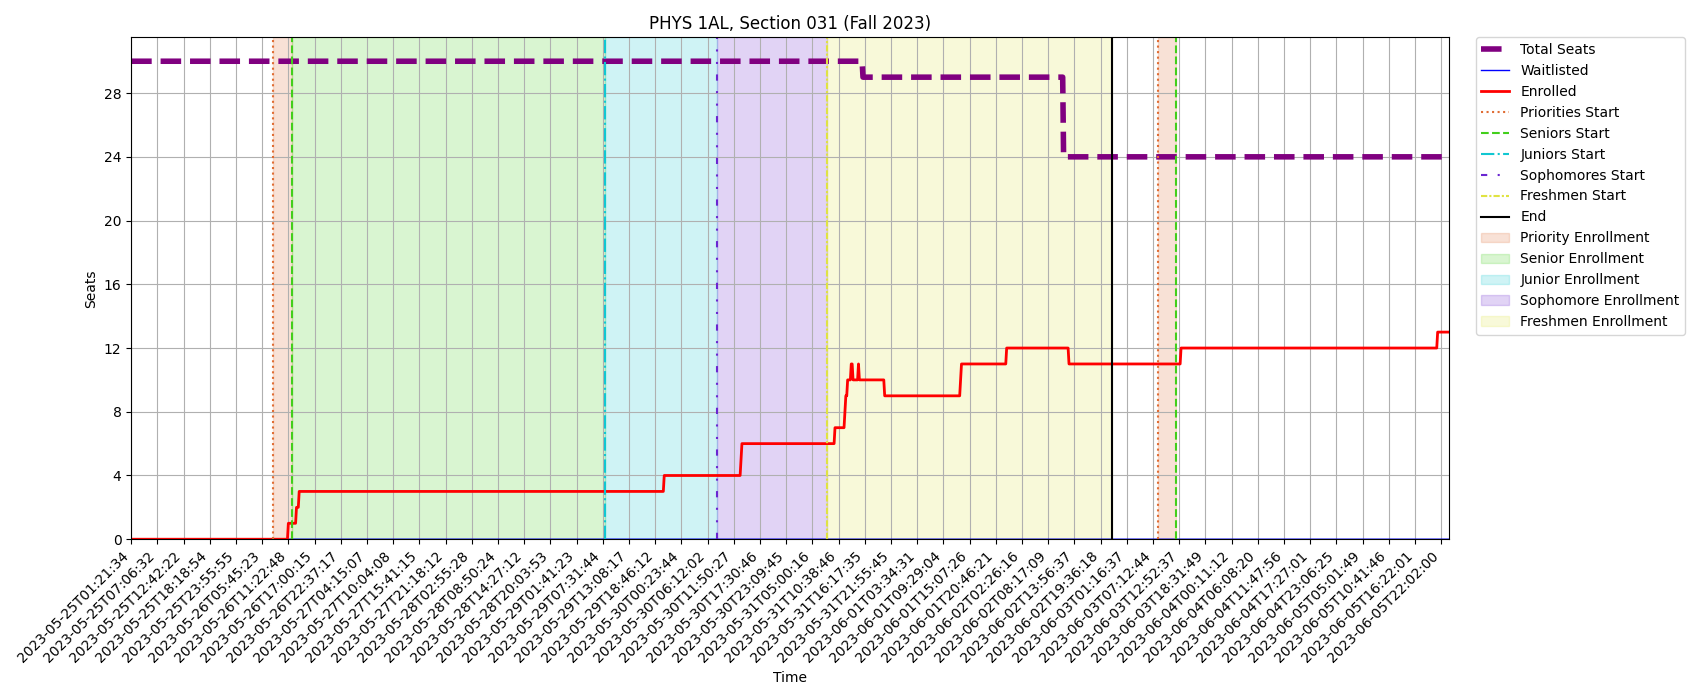 PHYS 1AL, Section 031 (Fall 2023)
Total Seats
Waitlisted
Enrolled
Priorities Start
Seniors Start
Juniors Start
Sophomores Start
Freshmen Start
End
Priority Enrollment
Senior Enrollment
Junior Enrollment
Sophomore Enrollment
Freshmen Enrollment
Seats
28
24
20
16
12
8
4
0
2023-05-25T01:21:34
2023-05-25T07:06:32
2023-05-25T12:42:22
2023-05-25T18:18:54
2023-05-25T23:55:55
2023-05-26T05:45:23
2023-05-26T11:22:48
2023-05-26T17:00:15
2023-05-26T22:37:17
2023-05-27T04:15:07
2023-05-27T10:04:08
2023-05-27T15:41:15
2023-05-27T21:18:12
2023-05-28T02:55:28
2023-05-28T08:50:24
2023-05-28T14:27:12
2023-05-28T20:03:53
2023-05-29T01:41:23
2023-05-29T07:31:44
2023-05-29T13:08:17
2023-05-29T18:46:12
2023-05-30T00:23:44
2023-05-30T06:12:02
2023-05-30T11:50:27
2023-05-30T17:30:46
2023-05-30T23:09:45
2023-05-31T05:00:16
2023-05-31T10:38:46
2023-05-31T16:17:35
2023-05-31T21:55:45
2023-06-01T03:34:31
2023-06-01T09:29:04
2023-06-01T15:07:26
2023-06-01T20:46:21
2023-06-02T02:26:16
2023-06-02T08:17:09
2023-06-02T13:56:37
2023-06-02T19:36:18
2023-06-03T01:16:37
2023-06-03T07:12:44
2023-06-03T12:52:37
2023-06-03T18:31:49
2023-06-04T00:11:12
2023-06-04T06:08:20
2023-06-04T11:47:56
2023-06-04T17:27:01
2023-06-04T23:06:25
2023-06-05T05:01:49
2023-06-05T10:41:46
2023-06-05T16:22:01
2023-06-05T22:02:00
Time